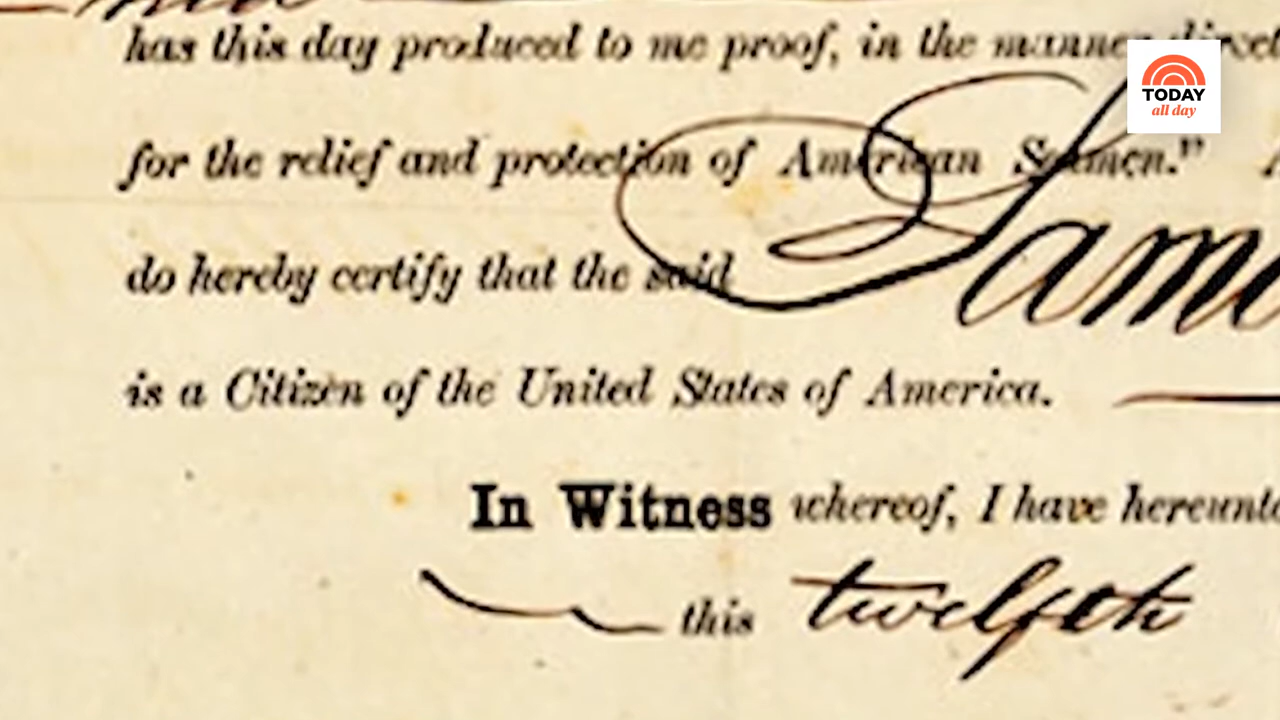 has this day produced to me proof, in the manner direct
for the relief and protection of American Seamen."
do hereby certify that the said Sam
is a Citizen of the United States of America.
In Witness whereof, I have hereunto
this twelfth
TODAY
all day